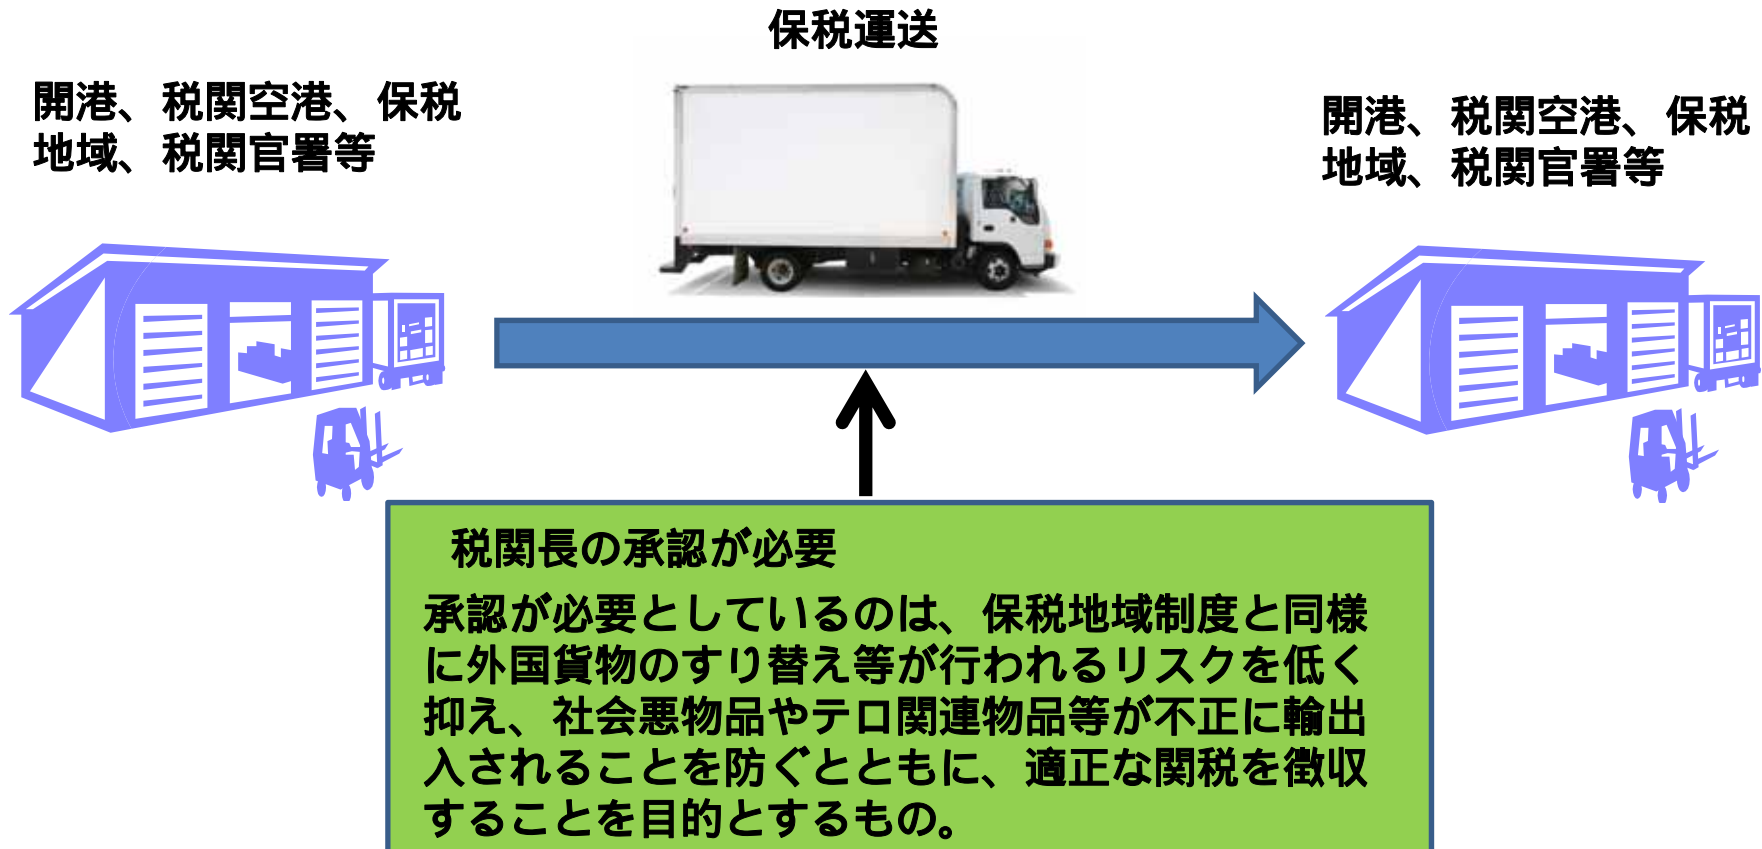 保税運送
開港、税関空港、保税
地域、税関官署等
開港、税関空港、保税
地域、税関官署等
税関長の承認が必要
承認が必要としているのは、保税地域制度と同様
に外国貨物のすり替え等が行われるリスクを低く
抑え、社会悪物品やテロ関連物品等が不正に輸出
入されることを防ぐとともに、適正な関税を徴収
することを目的とするもの。